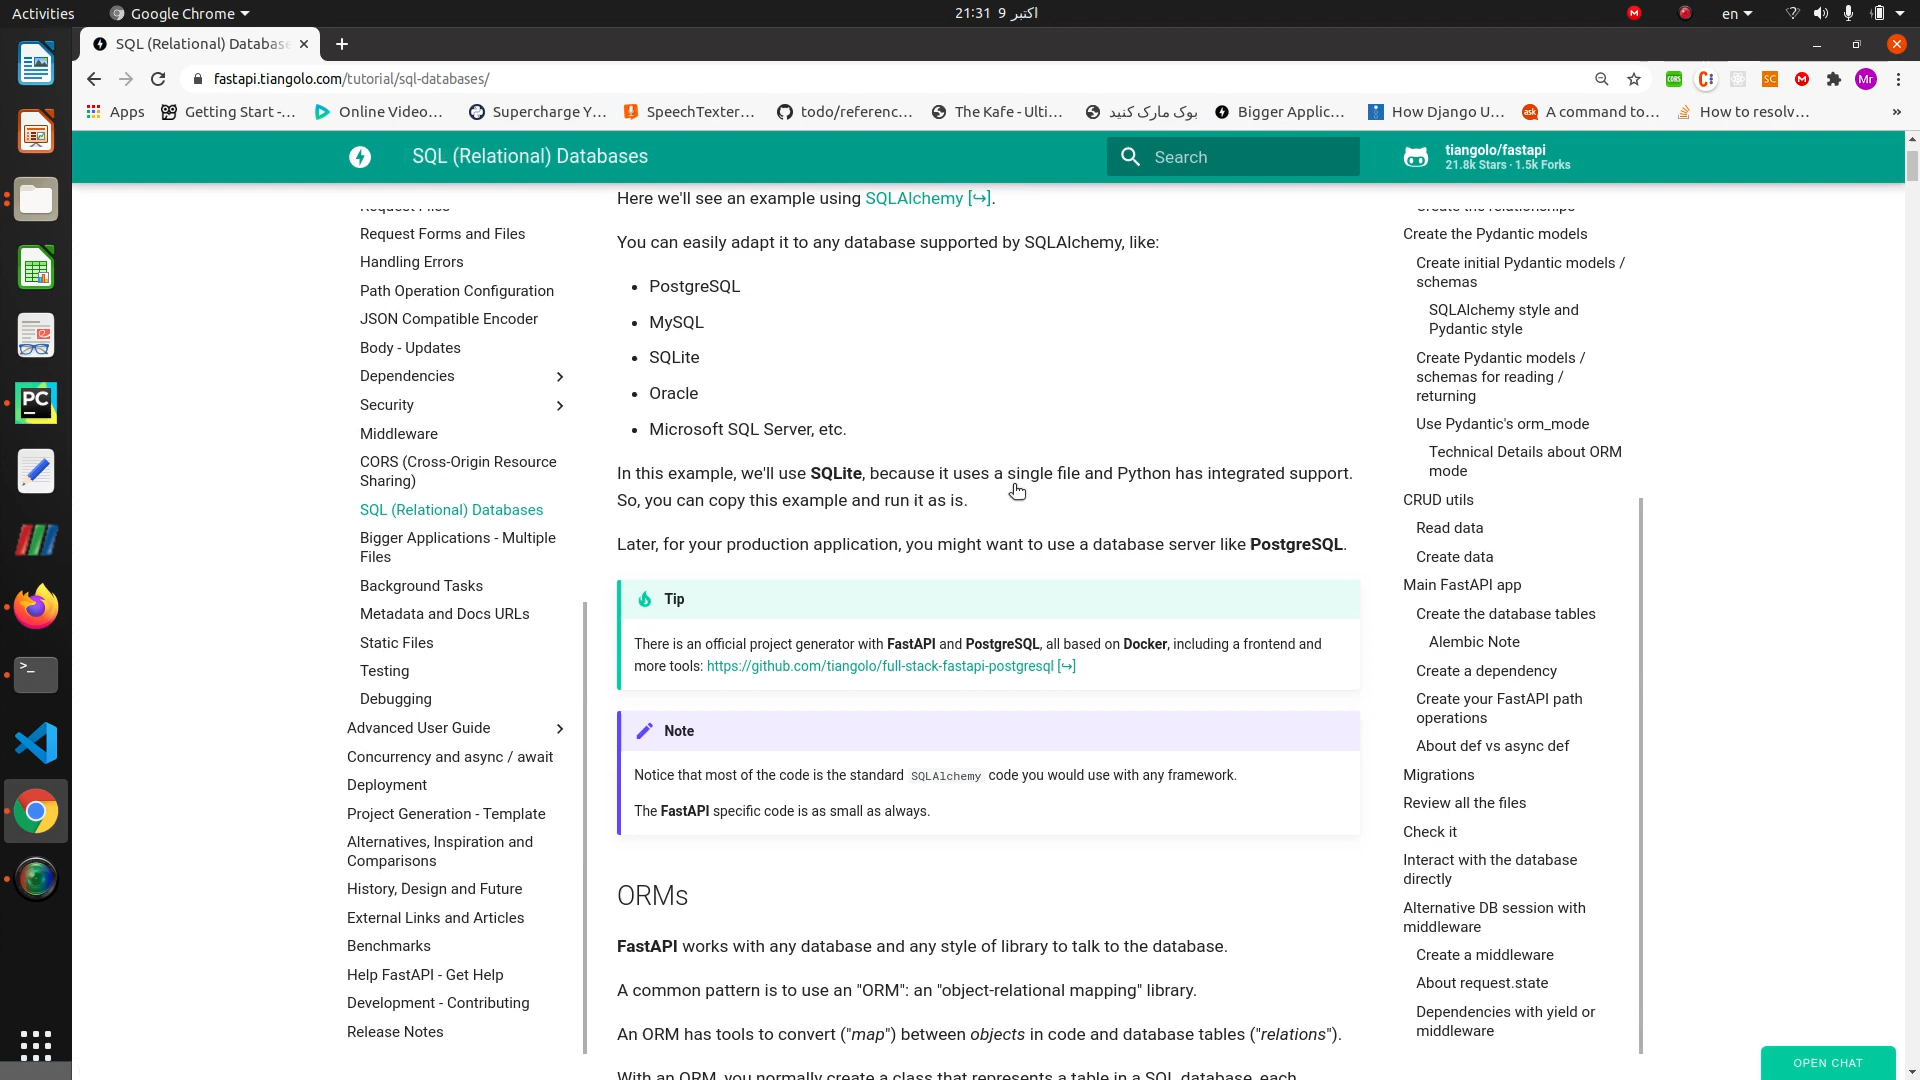 Activities
Google Chrome
21:31 9 اکتبر
en
SQL (Relational) Database
fastapi.tiangolo.com/tutorial/sql-databases/
Apps
Getting Start -...
Online Video...
Supercharge Y...
SpeechTexter...
todo/referenc...
The Kafe - Ulti...
بوک مارک کنید
Bigger Applic...
How Django U...
A command to...
How to resolv...
»
SQL (Relational) Databases
Search
tiangolo/fastapi
21.8k Stars · 1.5k Forks
Request Files
Request Forms and Files
Handling Errors
Path Operation Configuration
JSON Compatible Encoder
Body - Updates
Dependencies
Security
Middleware
CORS (Cross-Origin Resource
Sharing)
SQL (Relational) Databases
Bigger Applications - Multiple
Files
Background Tasks
Metadata and Docs URLs
Static Files
Testing
Debugging
Advanced User Guide
Concurrency and async / await
Deployment
Project Generation - Template
Alternatives, Inspiration and
Comparisons
History, Design and Future
External Links and Articles
Benchmarks
Help FastAPI - Get Help
Development - Contributing
Release Notes
Here we'll see an example using SQLAlchemy [↪].
You can easily adapt it to any database supported by SQLAlchemy, like:
• PostgreSQL
• MySQL
• SQLite
• Oracle
• Microsoft SQL Server, etc.
In this example, we'll use SQLite, because it uses a single file and Python has integrated support.
So, you can copy this example and run it as is.
Later, for your production application, you might want to use a database server like PostgreSQL.
Tip
There is an official project generator with FastAPI and PostgreSQL, all based on Docker, including a frontend and
more tools: https://github.com/tiangolo/full-stack-fastapi-postgresql [↪]
Note
Notice that most of the code is the standard SQLAlchemy code you would use with any framework.
The FastAPI specific code is as small as always.
ORMs
FastAPI works with any database and any style of library to talk to the database.
A common pattern is to use an "ORM": an "object-relational mapping" library.
An ORM has tools to convert ("map") between objects in code and database tables ("relations").
With an ORM, you normally create a class that represents a table in a SQL database, each
Create the relationships
Create the Pydantic models
Create initial Pydantic models /
schemas
SQLAlchemy style and
Pydantic style
Create Pydantic models /
schemas for reading /
returning
Use Pydantic's orm_mode
Technical Details about ORM
mode
CRUD utils
Read data
Create data
Main FastAPI app
Create the database tables
Alembic Note
Create a dependency
Create your FastAPI path
operations
About def vs async def
Migrations
Review all the files
Check it
Interact with the database
directly
Alternative DB session with
middleware
Create a middleware
About request.state
Dependencies with yield or
middleware
OPEN CHAT